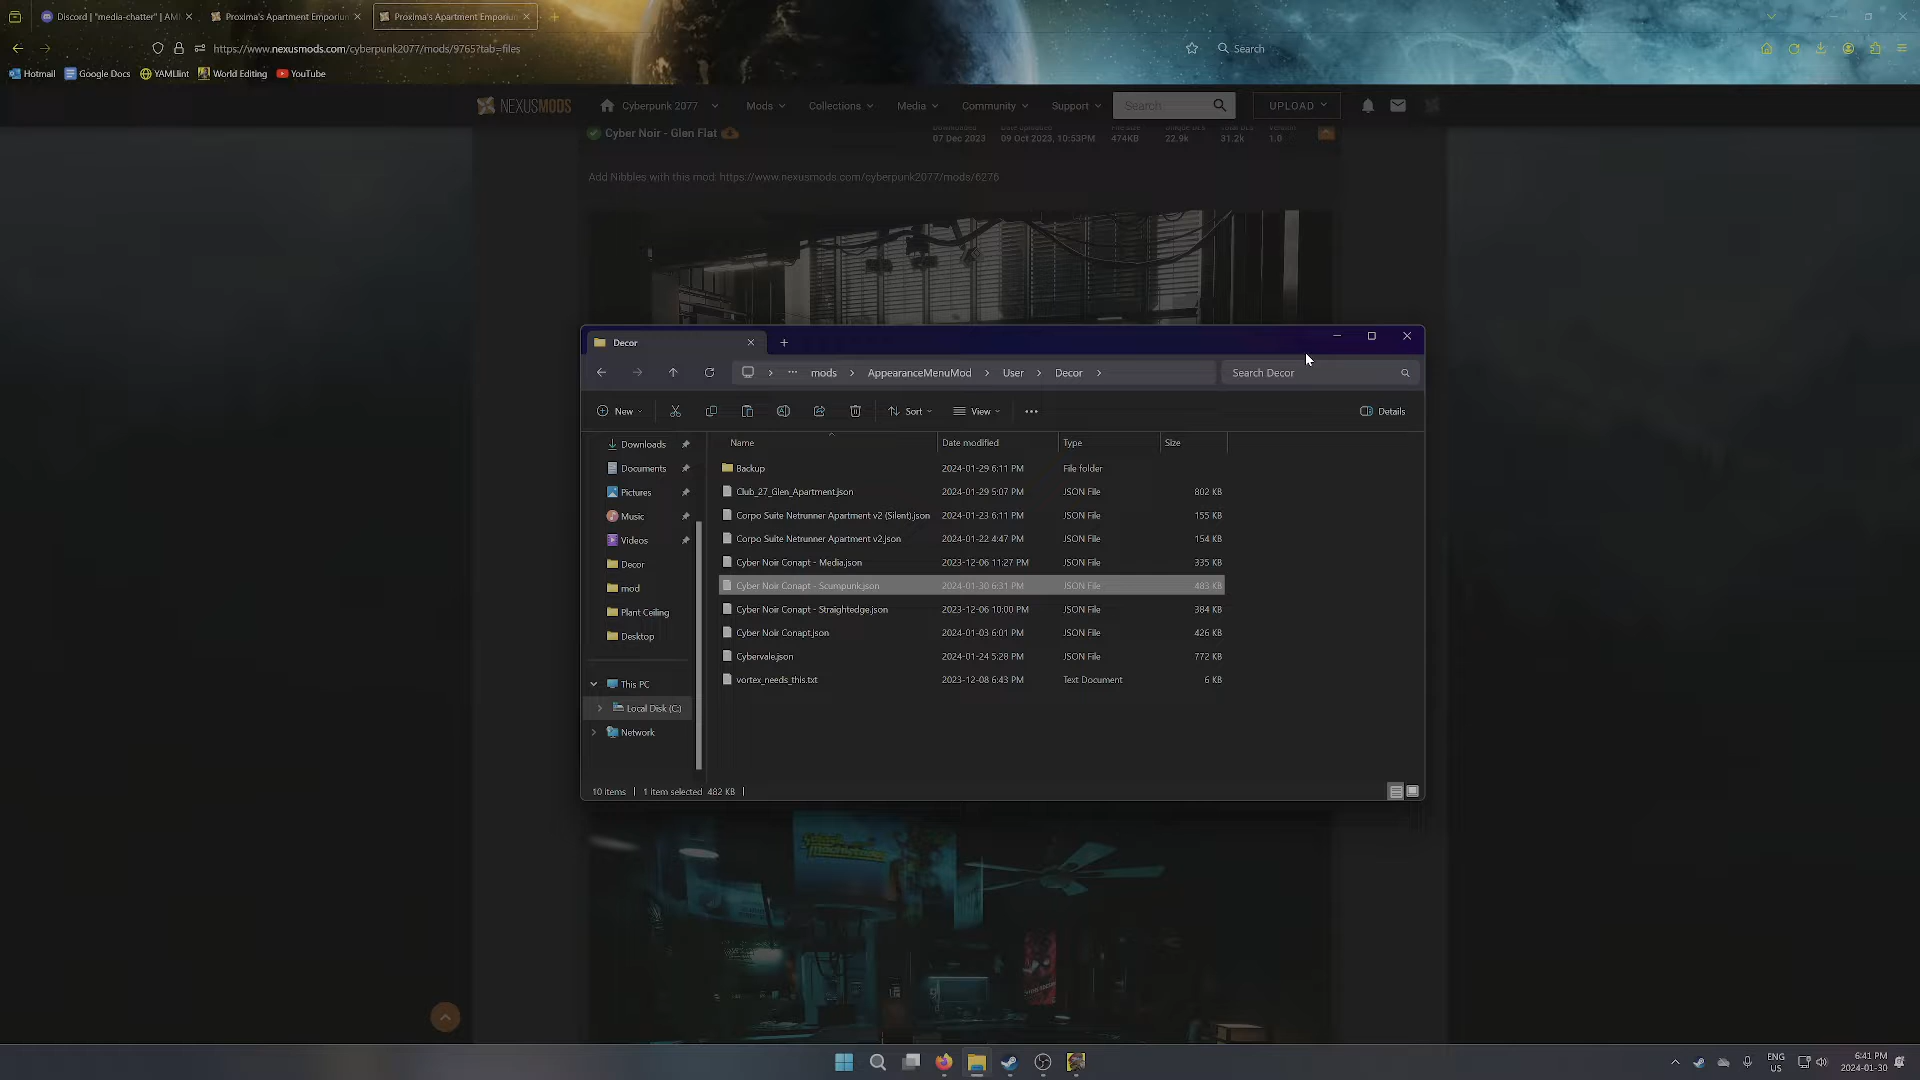 Discord | "media-chatter" | AMI
Proxima's Apartment Emporium
Proxima's Apartment Emporium
https://www.nexusmods.com/cyberpunk2077/mods/9765?tab=files
Search
Hotmail
Google Docs
YAMLlint
World Editing
YouTube
NEXUSMODS
Cyberpunk 2077
Mods
Collections
Media
Community
Support
Search
UPLOAD
Cyber Noir - Glen Flat
07 Dec 2023
09 Oct 2023, 10:53PM
474KB
22.9k
31.2k
1.0
Add Nibbles with this mod: https://www.nexusmods.com/cyberpunk2077/mods/6276
Decor
mods
AppearanceMenuMod
User
Decor
Search Decor
New
Sort
View
Details
Downloads
Documents
Pictures
Music
Videos
Decor
mod
Plant Ceiling
Desktop
This PC
Local Disk (C:)
Network
Name Date modified Type Size
Backup 2024-01-29 6:11 PM File folder
Club_27_Glen_Apartment.json 2024-01-29 5:07 PM JSON File 802 KB
Corpo Suite Netrunner Apartment v2 (Silent).json 2024-01-23 6:11 PM JSON File 155 KB
Corpo Suite Netrunner Apartment v2.json 2024-01-22 4:47 PM JSON File 154 KB
Cyber Noir Conapt - Media.json 2023-12-06 11:27 PM JSON File 335 KB
Cyber Noir Conapt - Scumpunk.json 2024-01-30 6:31 PM JSON File 483 KB
Cyber Noir Conapt - Straightedge.json 2023-12-06 10:00 PM JSON File 384 KB
Cyber Noir Conapt.json 2024-01-03 6:01 PM JSON File 426 KB
Cybervale.json 2024-01-24 5:28 PM JSON File 772 KB
vortex_needs_this.txt 2023-12-08 6:43 PM Text Document 6 KB
10 items
1 item selected 482 KB
ENG
US
6:41 PM
2024-01-30